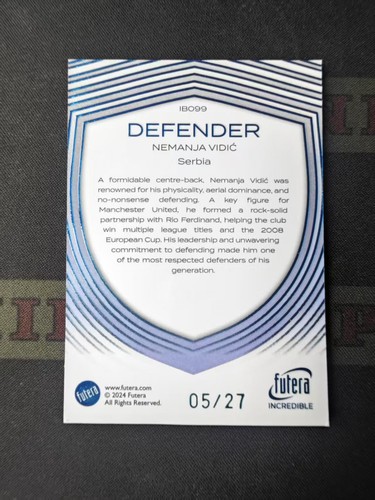 IB099
DEFENDER
NEMANJA VIDIĆ
Serbia
A formidable centre-back, Nemanja Vidić was
renowned for his physicality, aerial dominance, and
no-nonsense defending. A key figure for
Manchester United, he formed a rock-solid
partnership with Rio Ferdinand, helping the club
win multiple league titles and the 2008
European Cup. His leadership and unwavering
commitment to defending made him one
of the most respected defenders of his
generation.
futera
www.futera.com
© 2024 Futera
All Rights Reserved.
05/27
futera
INCREDIBLE